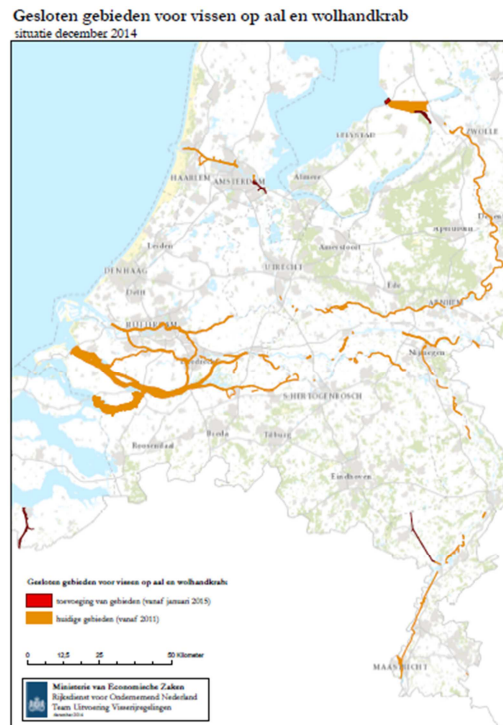 Gesloten gebieden voor vissen op aal en wolhandkrab
situatie december 2014
ZWOLLE
LELYSTAD
HAARLEM
AMSTERDAM
Almere
Apeldoorn
Leiden
Amersfoort
DEN HAAG
UTRECHT
Delft
Ede
ARNHEM
ROTTERDAM
Nijmegen
'S-HERTOGENBOSCH
Breda
Tilburg
Roosendaal
Eindhoven
MAASTRICHT
Gesloten gebieden voor vissen op aal en wolhandkrab:
toevoeging van gebieden (vanaf januari 2015)
huidige gebieden (vanaf 2011)
0 12,5 25 50 Kilometer
Ministerie van Economische Zaken
Rijksdienst voor Ondernemend Nederland
Team Uitvoering Visserijregelingen
december 2014